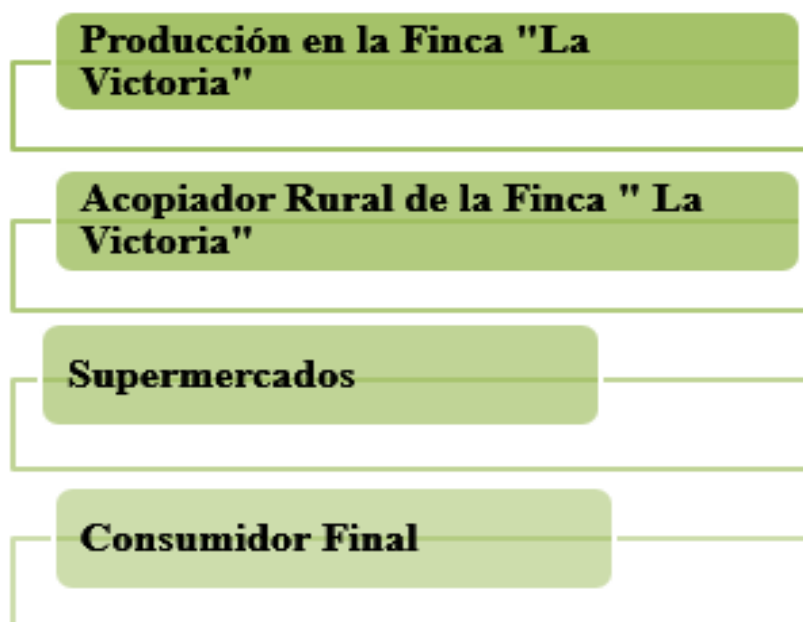 Producción en la Finca "La
Victoria"
Acopiador Rural de la Finca " La
Victoria"
Supermercados
Consumidor Final